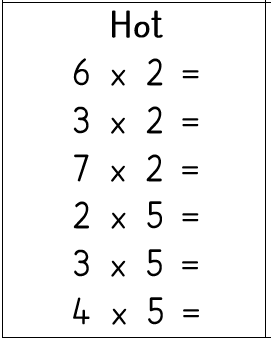 Hot
6 x 2 =
3 x 2 =
7 x 2 =
2 x 5 =
3 x 5 =
4 x 5 =